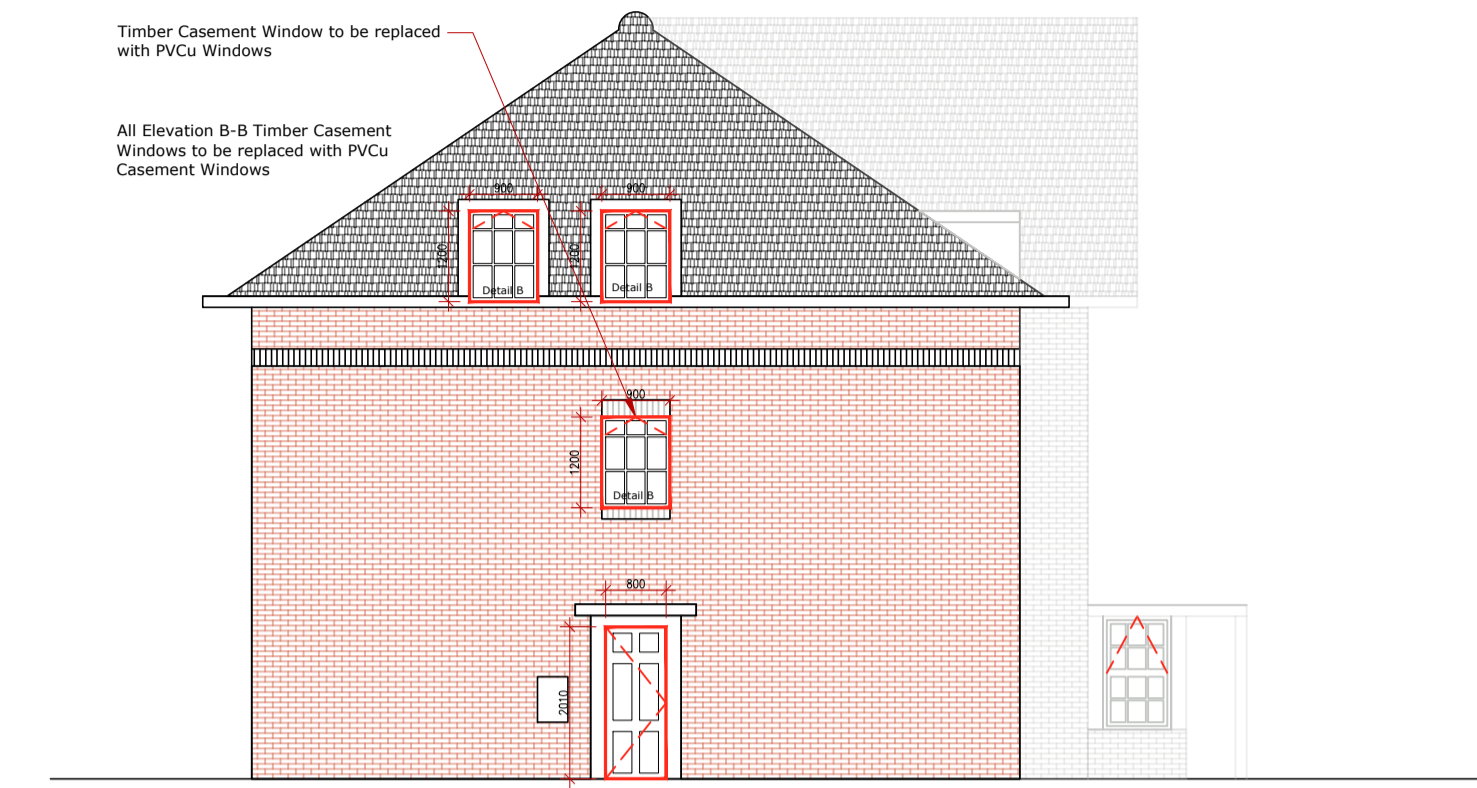 Timber Casement Window to be replaced
with PVCu Windows
All Elevation B-B Timber Casement
Windows to be replaced with PVCu
Casement Windows
900
900
1200
1200
Detail B
Detail B
900
1200
Detail B
800
2010